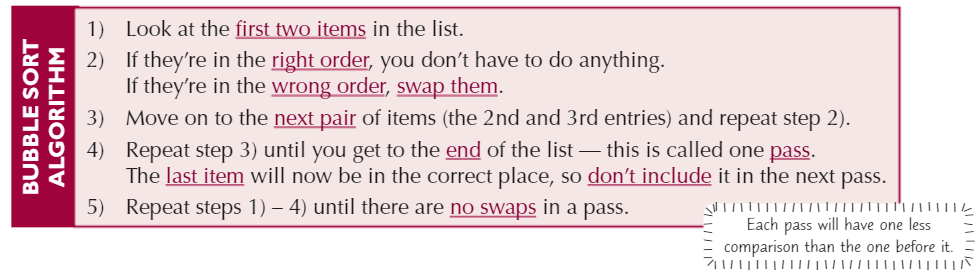 BUBBLE SORT
ALGORITHM
1) Look at the first two items in the list.
2) If they're in the right order, you don't have to do anything.
If they're in the wrong order, swap them.
3) Move on to the next pair of items (the 2nd and 3rd entries) and repeat step 2).
4) Repeat step 3) until you get to the end of the list — this is called one pass.
The last item will now be in the correct place, so don't include it in the next pass.
5) Repeat steps 1) – 4) until there are no swaps in a pass.
Each pass will have one less
comparison than the one before it.